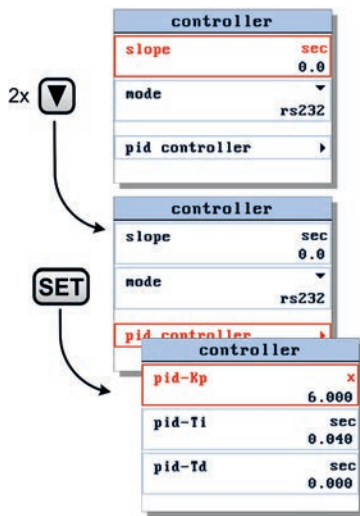 controller
slope sec
0.0
mode
rs232
pid controller
2x
controller
slope sec
0.0
mode
rs232
pid controller
SET
controller
pid-Kp x
6.000
pid-Ti sec
0.040
pid-Td sec
0.000